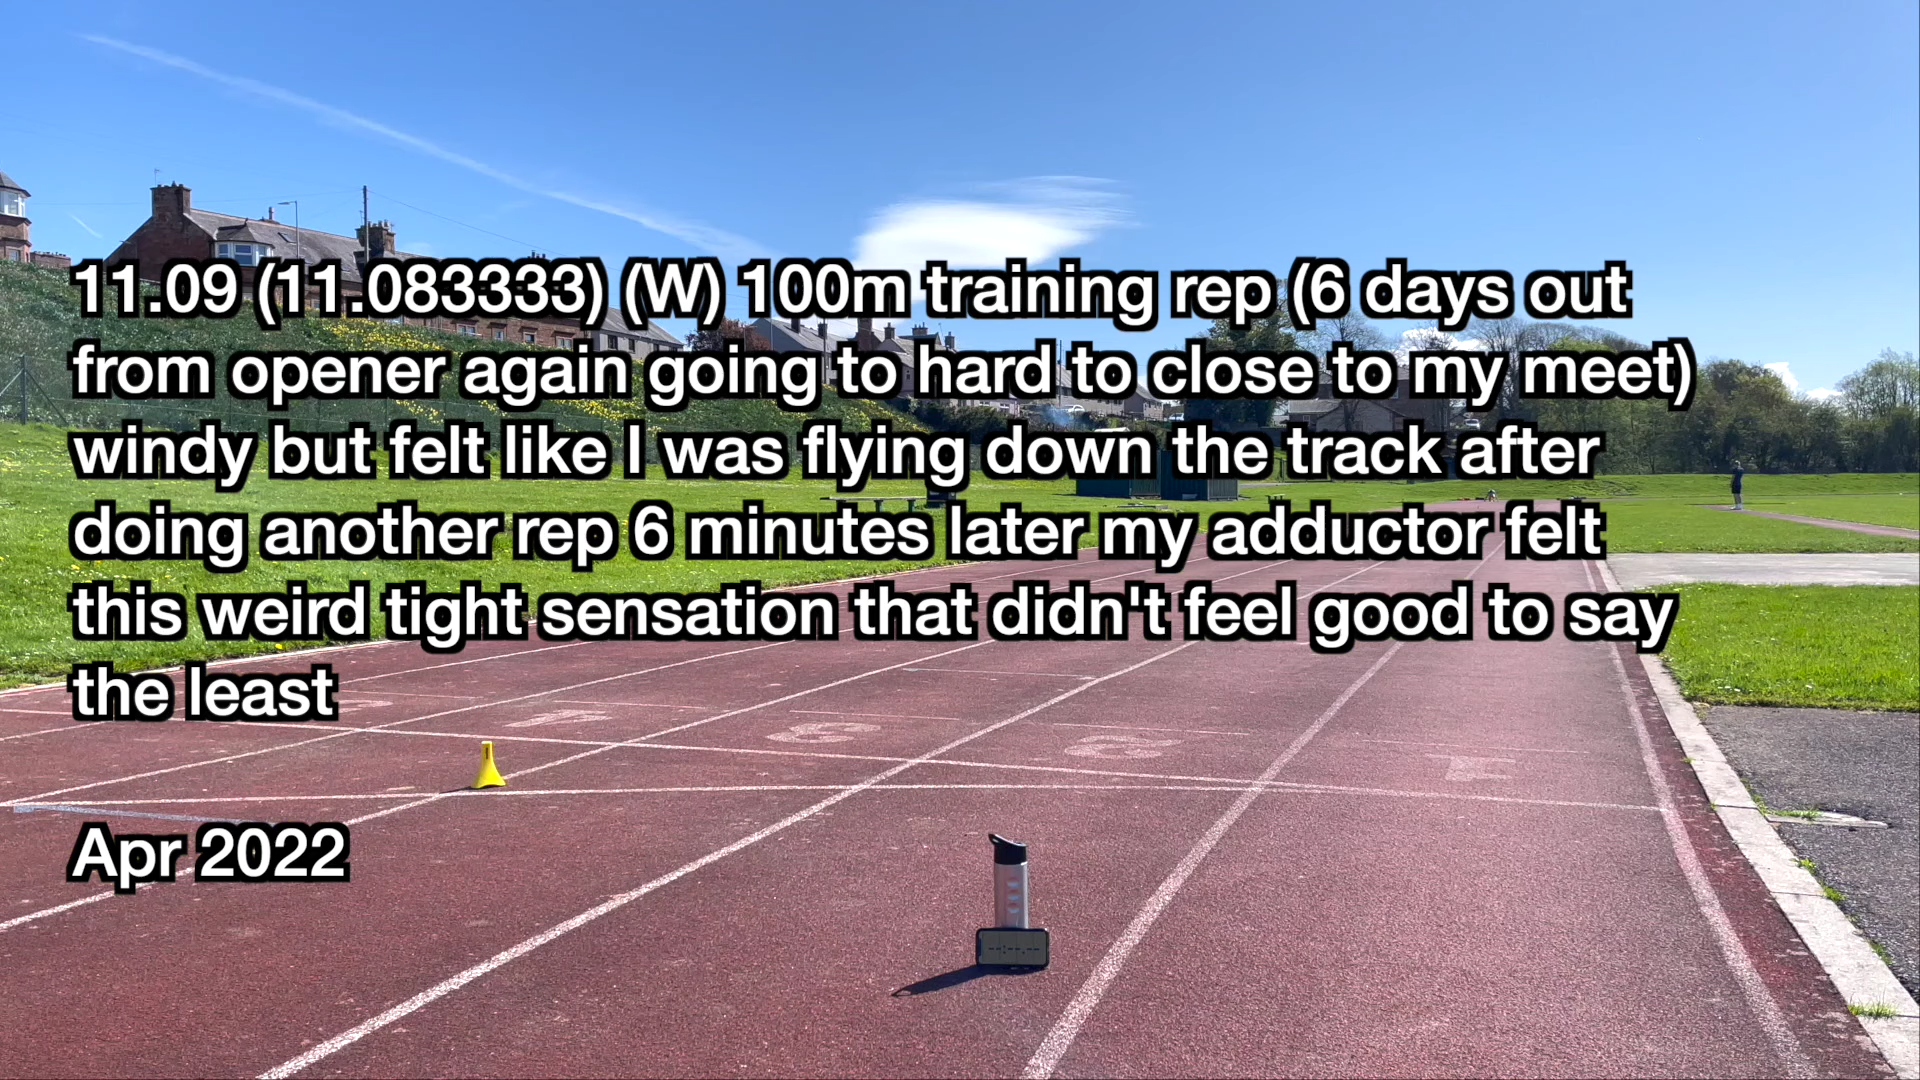 11.09 (11.083333) (W) 100m training rep (6 days out
from opener again going to hard to close to my meet)
windy but felt like I was flying down the track after
doing another rep 6 minutes later my adductor felt
this weird tight sensation that didn't feel good to say
the least
Apr 2022